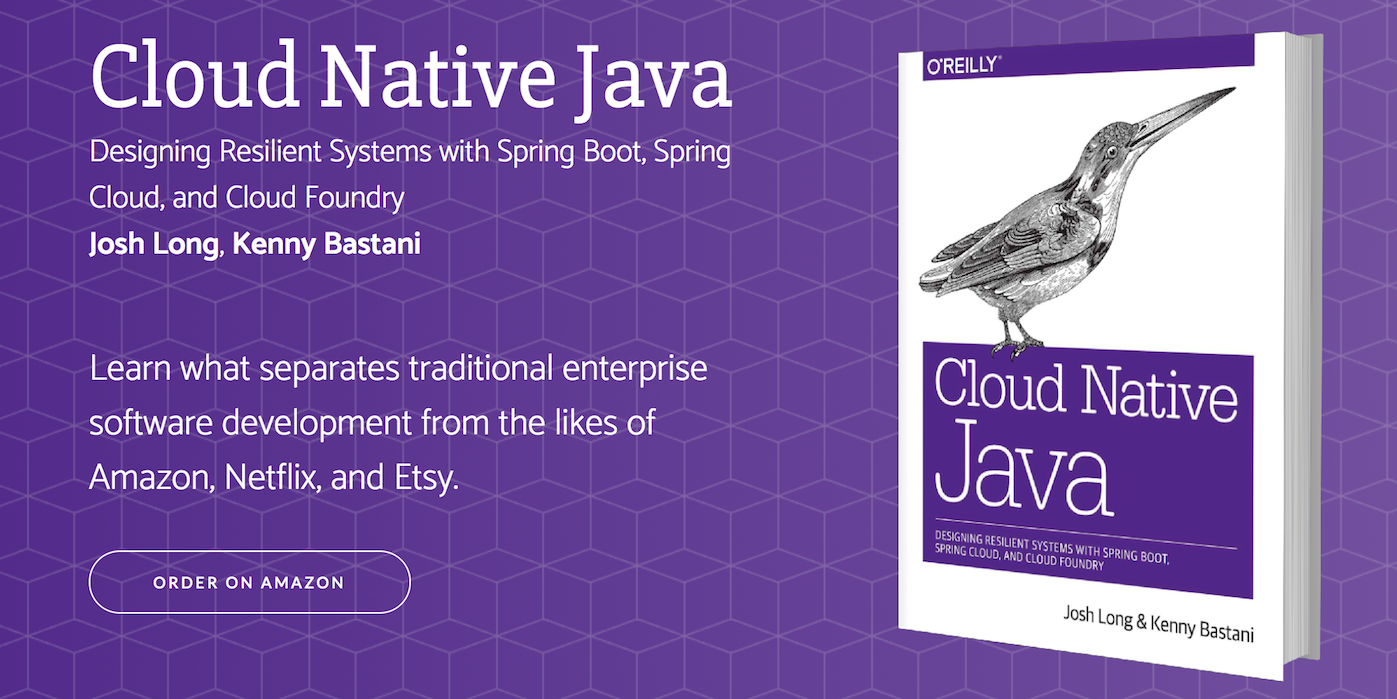 Cloud Native Java
Designing Resilient Systems with Spring Boot, Spring
Cloud, and Cloud Foundry
Josh Long, Kenny Bastani
Learn what separates traditional enterprise
software development from the likes of
Amazon, Netflix, and Etsy.
ORDER ON AMAZON
O'REILLY®
Cloud Native
Java
DESIGNING RESILIENT SYSTEMS WITH SPRING BOOT,
SPRING CLOUD, AND CLOUD FOUNDRY
Josh Long & Kenny Bastani